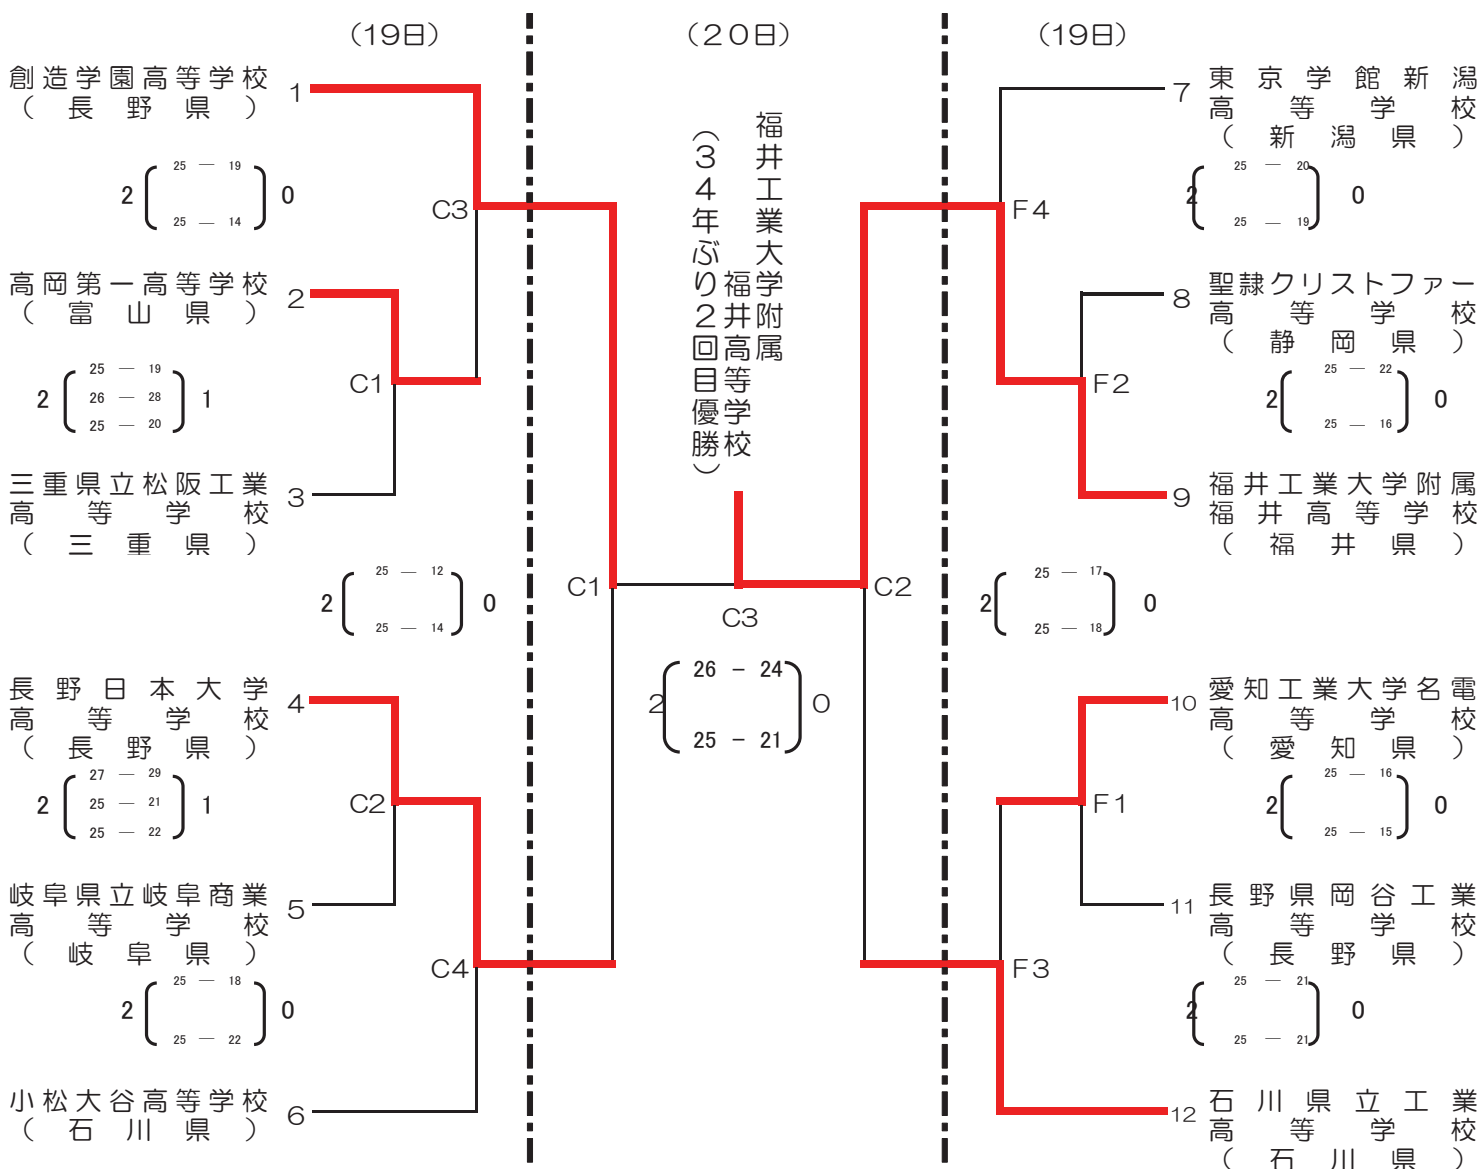 （19日）
（２０日）
（19日）
創造学園高等学校
（長野県）
1
2
25 — 19
25 — 14
0
C3
高岡第一高等学校
（富山県）
2
2
25 — 19
26 — 28
25 — 20
1
C1
三重県立松阪工業
高等学校
（三重県）
3
2
25 — 12
25 — 14
0
長野日本大学
高等学校
（長野県）
4
2
27 — 29
25 — 21
25 — 22
1
C2
岐阜県立岐阜商業
高等学校
（岐阜県）
5
2
25 — 18
25 — 22
0
C4
小松大谷高等学校
（石川県）
6
福井工業大学附属
福井高等学校
（３４年ぶり２回目優勝）
C1
C3
C2
2
26 − 24
25 − 21
0
7
東京学館新潟
高等学校
（新潟県）
2
25 — 20
25 — 19
0
F4
8
聖隷クリストファー
高等学校
（静岡県）
2
25 — 22
25 — 16
0
F2
9
福井工業大学附属
福井高等学校
（福井県）
2
25 — 17
25 — 18
0
10
愛知工業大学名電
高等学校
（愛知県）
2
25 — 16
25 — 15
0
F1
11
長野県岡谷工業
高等学校
（長野県）
2
25 — 21
25 — 21
0
F3
12
石川県立工業
高等学校
（石川県）